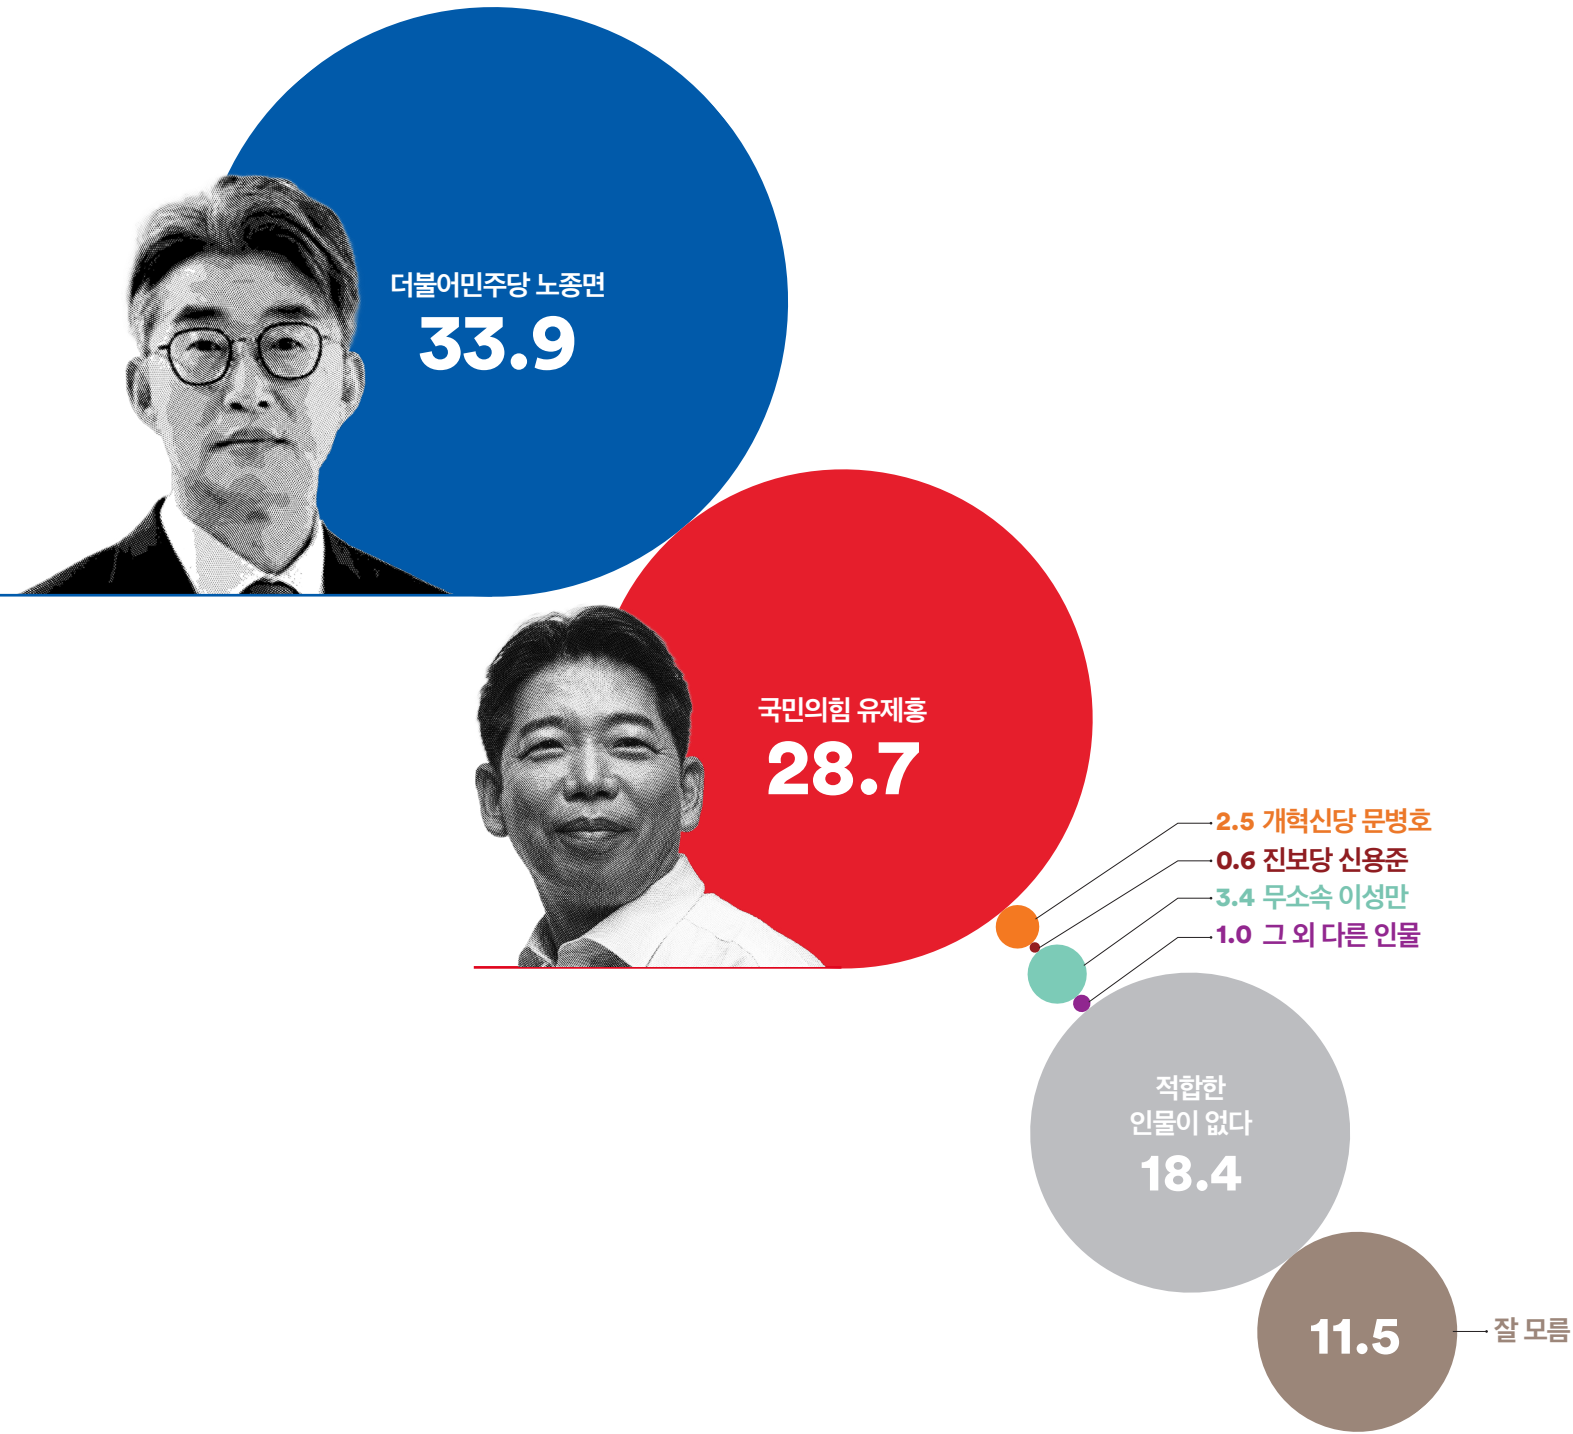 더불어민주당 노종면
33.9
국민의힘 유제홍
28.7
2.5 개혁신당 문병호
0.6 진보당 신용준
3.4 무소속 이성만
1.0 그 외 다른 인물
적합한
인물이 없다
18.4
11.5 잘 모름